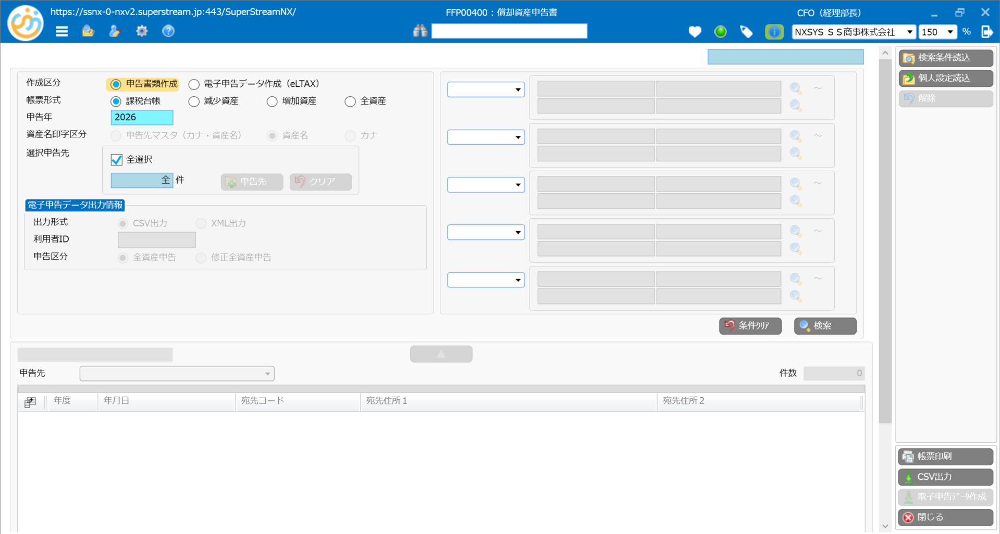 https://ssnx-0-nxv2.superstream.jp:443/SuperStreamNX/
FFP00400：償却資産申告書
CFO（経理部長）
NXSYS ＳＳ商事株式会社
150
%
作成区分
申告書類作成
電子申告データ作成（eLTAX）
帳票形式
課税台帳
減少資産
増加資産
全資産
申告年
2026
資産名印字区分
申告先マスタ（カナ・資産名）
資産名
カナ
選択申告先
全選択
全
件
申告先
クリア
電子申告データ出力情報
出力形式
CSV出力
XML出力
利用者ID
申告区分
全資産申告
修正全資産申告
～
～
～
～
～
条件ｸﾘｱ
検索
申告先
件数
0
年度
年月日
宛先コード
宛先住所１
宛先住所２
検索条件読込
個人設定読込
解除
帳票印刷
CSV出力
電子申告ﾃﾞｰﾀ作成
閉じる